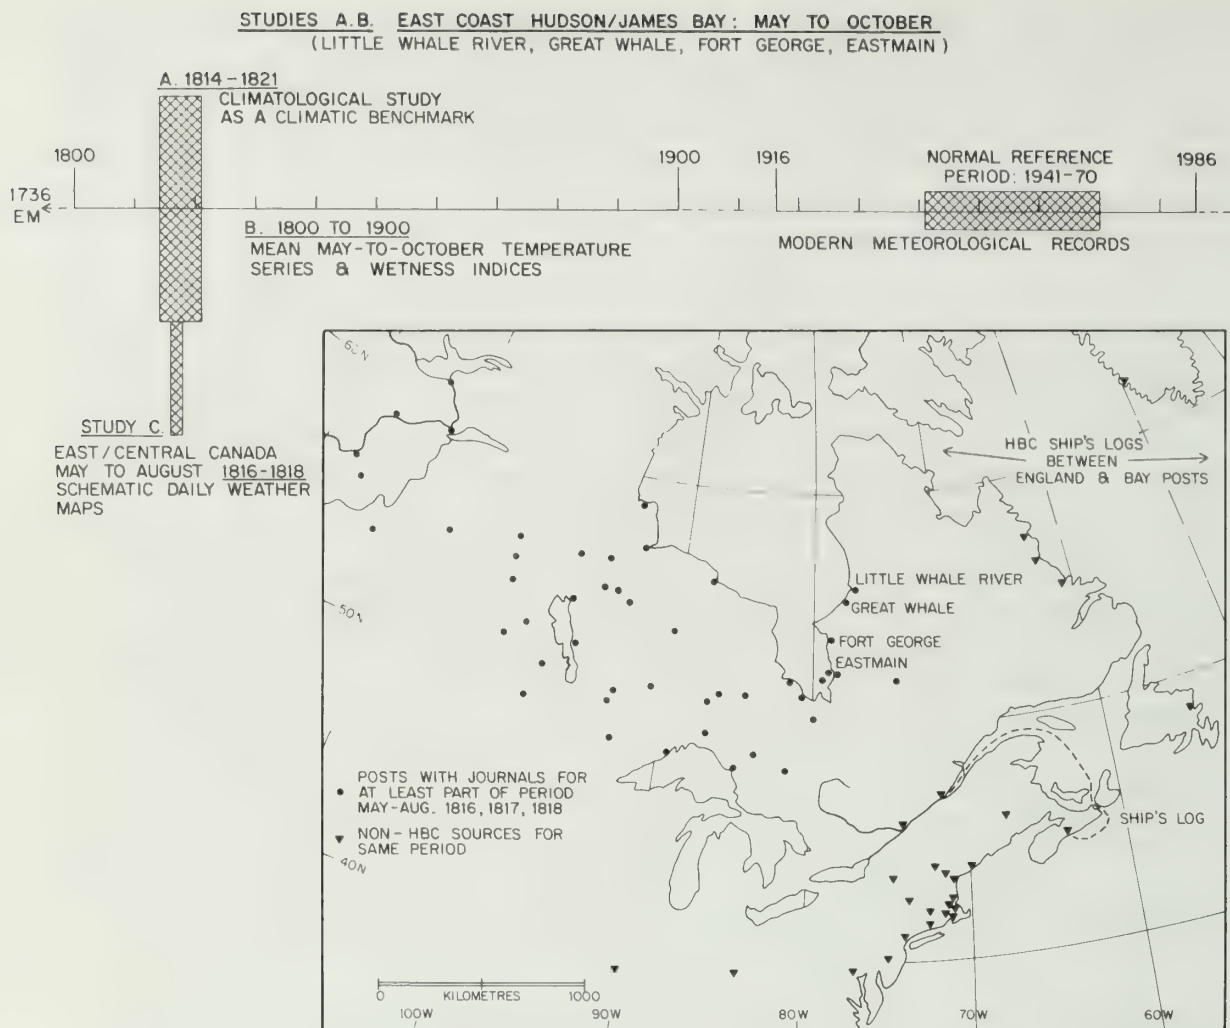 STUDIES A.B. EAST COAST HUDSON/JAMES BAY: MAY TO OCTOBER
(LITTLE WHALE RIVER, GREAT WHALE, FORT GEORGE, EASTMAIN)
A. 1814-1821
CLIMATOLOGICAL STUDY
AS A CLIMATIC BENCHMARK
1800
1900
1916
NORMAL REFERENCE
PERIOD: 1941-70
1986
1736
EM
B. 1800 TO 1900
MEAN MAY-TO-OCTOBER TEMPERATURE
SERIES & WETNESS INDICES
MODERN METEOROLOGICAL RECORDS
STUDY C.
EAST/CENTRAL CANADA
MAY TO AUGUST 1816-1818
SCHEMATIC DAILY WEATHER
MAPS
60N
HBC SHIP'S LOGS
BETWEEN
ENGLAND & BAY POSTS
50N
LITTLE WHALE RIVER
GREAT WHALE
FORT GEORGE
EASTMAIN
POSTS WITH JOURNALS FOR
AT LEAST PART OF PERIOD
MAY-AUG. 1816, 1817, 1818
NON-HBC SOURCES FOR
SAME PERIOD
SHIP'S LOG
40N
0 KILOMETRES 1000
100W 90W 80W 70W 60W